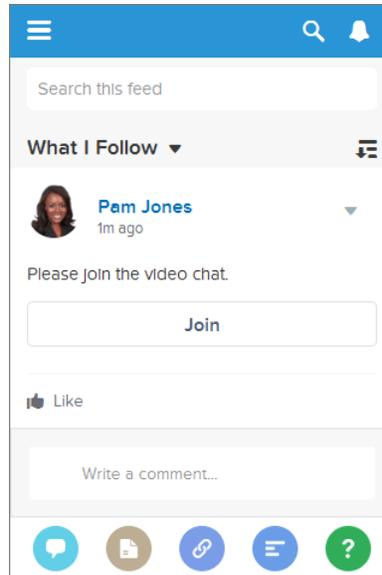 Search this feed
What I Follow
Pam Jones
1m ago
Please join the video chat.
Join
Like
Write a comment...
?